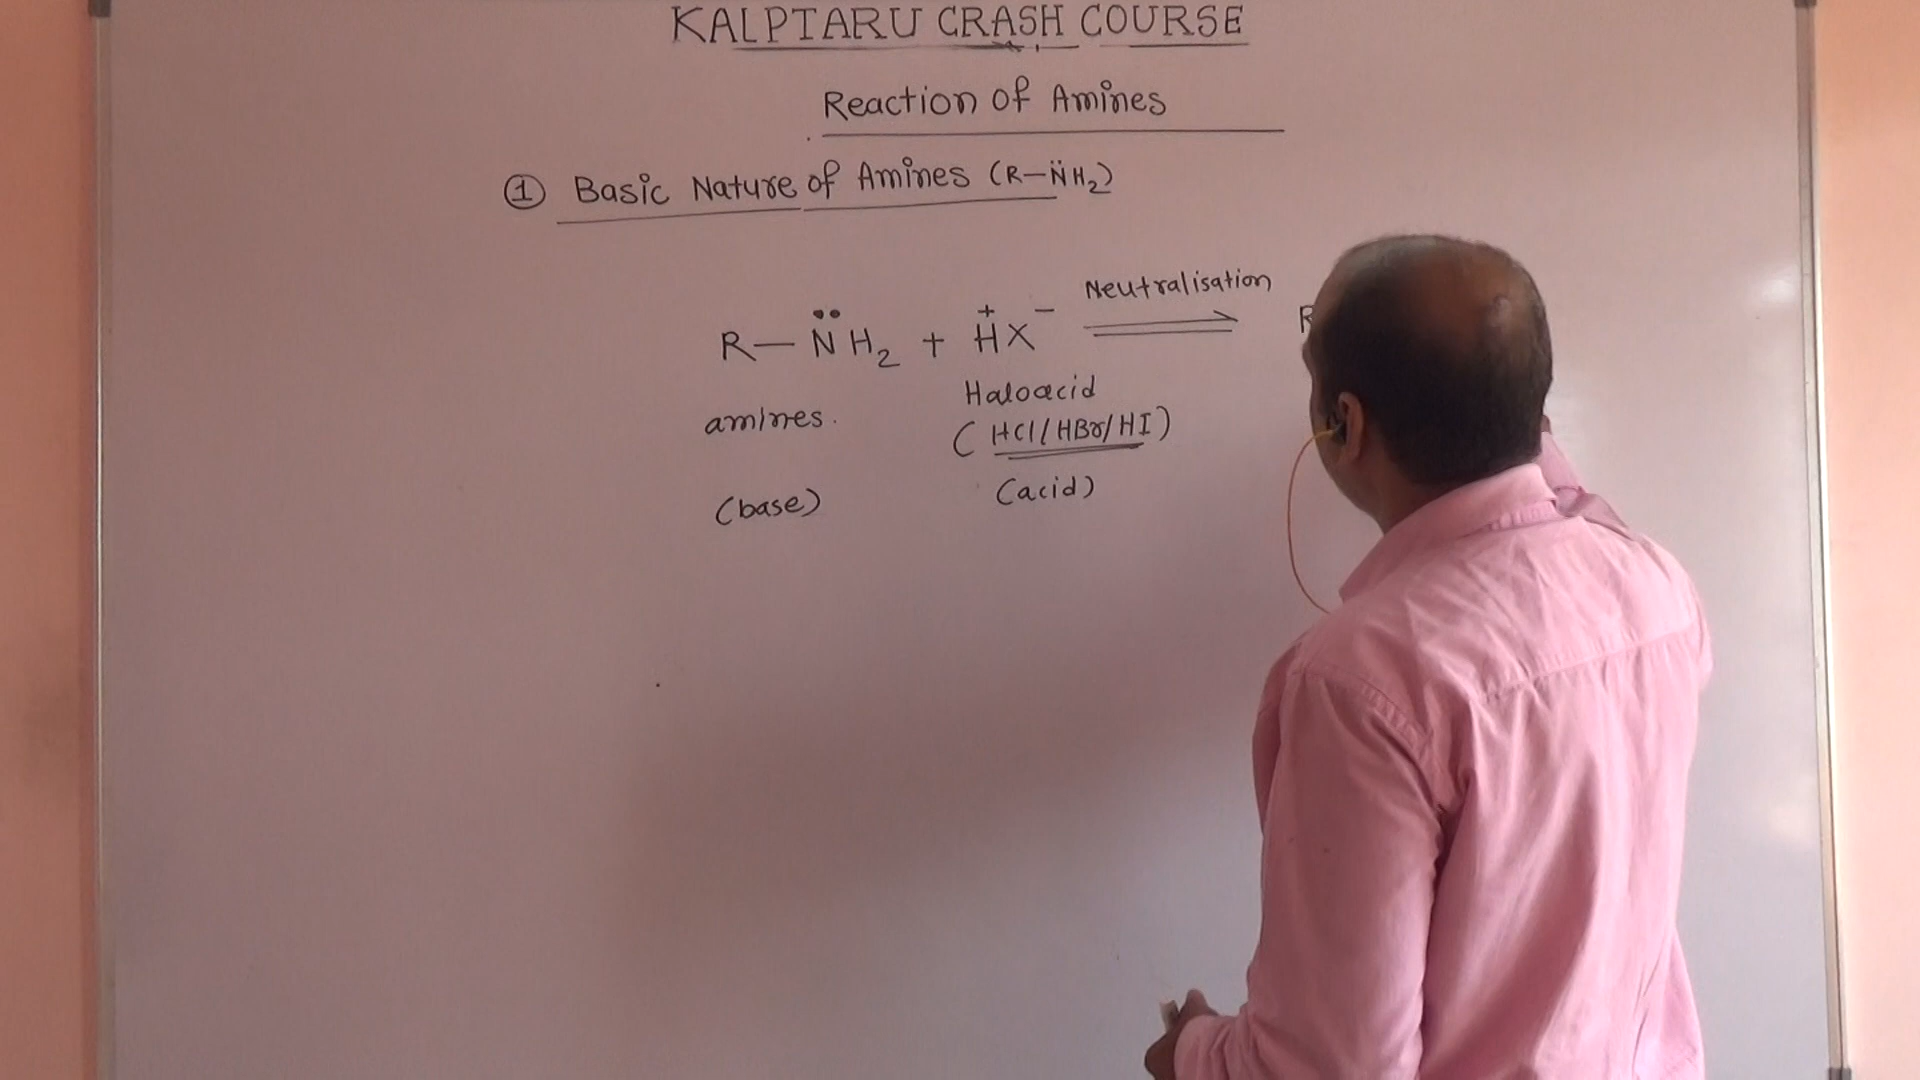 KALPTARU CRASH COURSE
Reaction of Amines
① Basic Nature of Amines (R—N̈H₂)
Neutralisation
R—N̈H₂ + H⁺X⁻ ⇌ R
Haloacid
amines.
(HCl/HBr/HI)
(base) (acid)